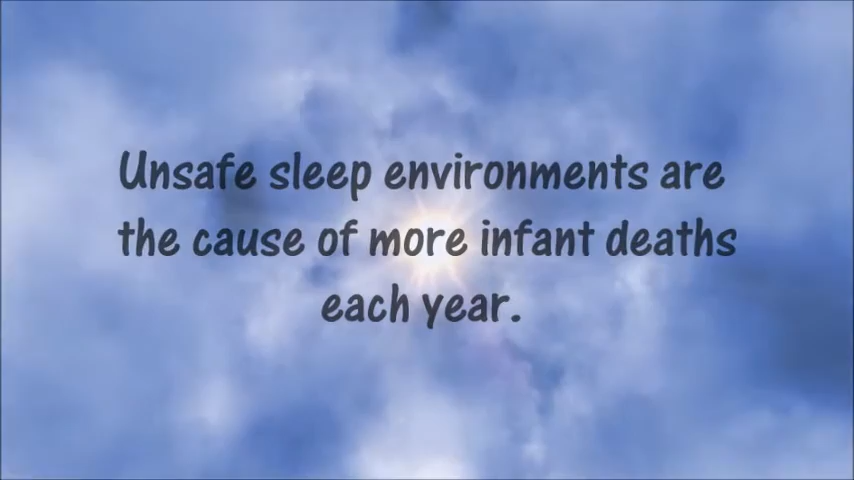 Unsafe sleep environments are
the cause of more infant deaths
each year.